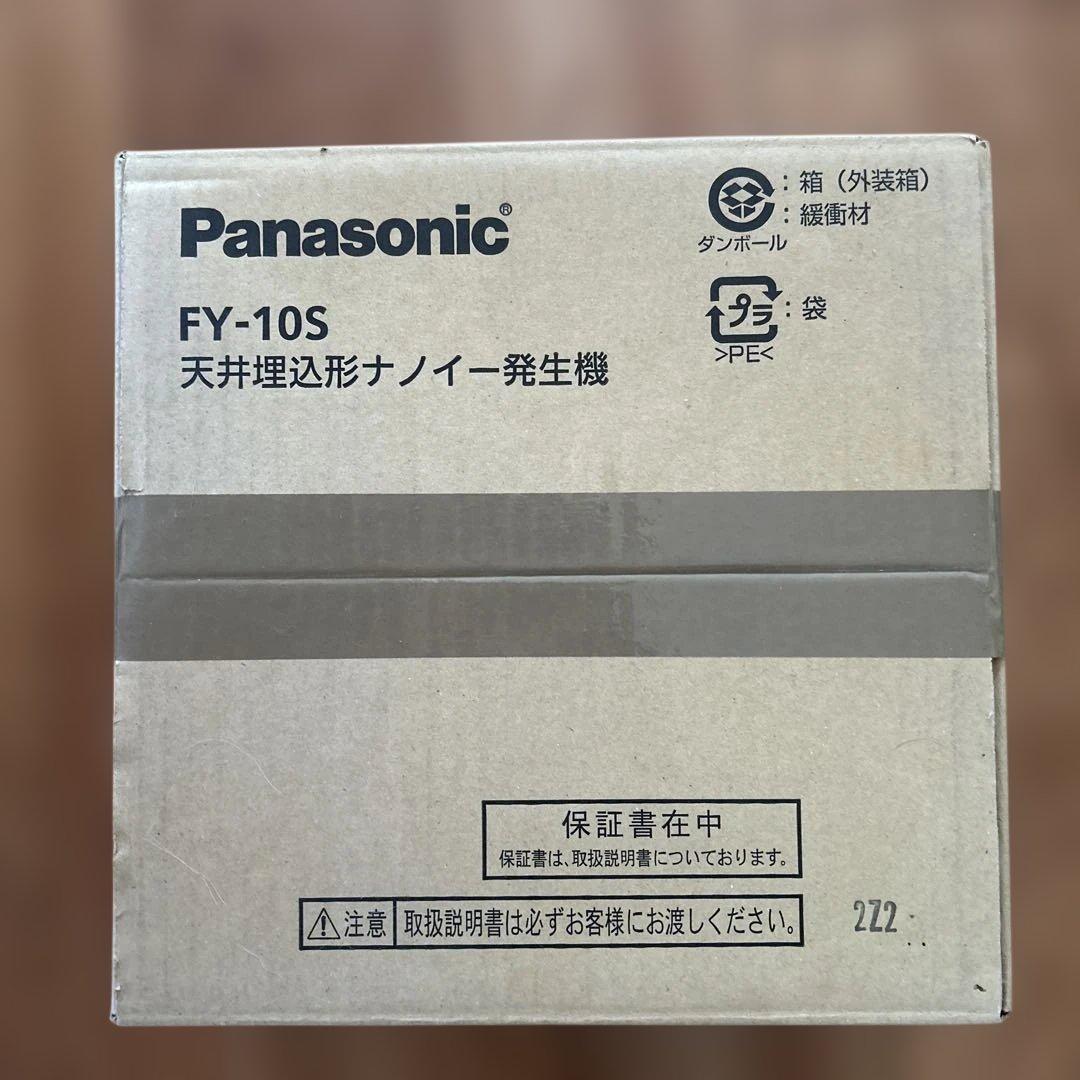 Panasonic®
FY-10S
天井埋込形ナノイー発生機
：箱（外装箱）
：緩衝材
ダンボール
プラ：袋
>PE<
保証書在中
保証書は、取扱説明書についております。
注意 取扱説明書は必ずお客様にお渡しください。
2Z2